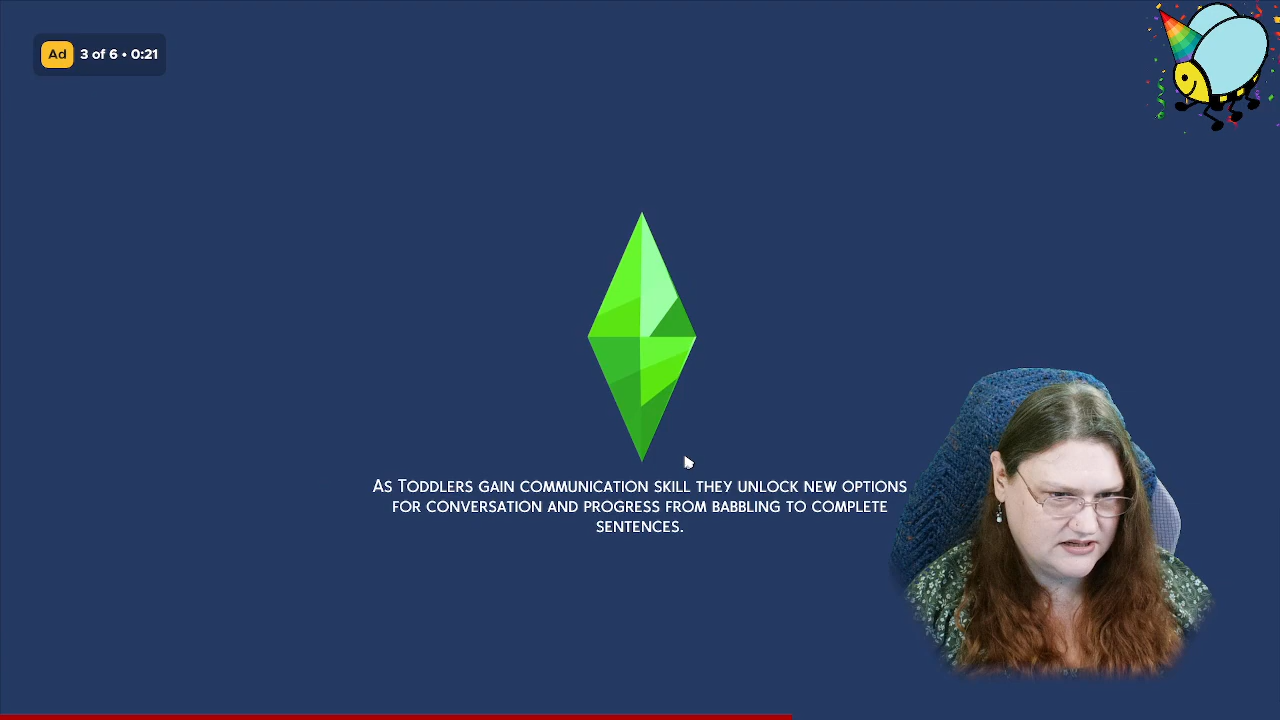 Ad 3 of 6 • 0:21
AS TODDLERS GAIN COMMUNICATION SKILL THEY UNLOCK NEW OPTIONS
FOR CONVERSATION AND PROGRESS FROM BABBLING TO COMPLETE
SENTENCES.